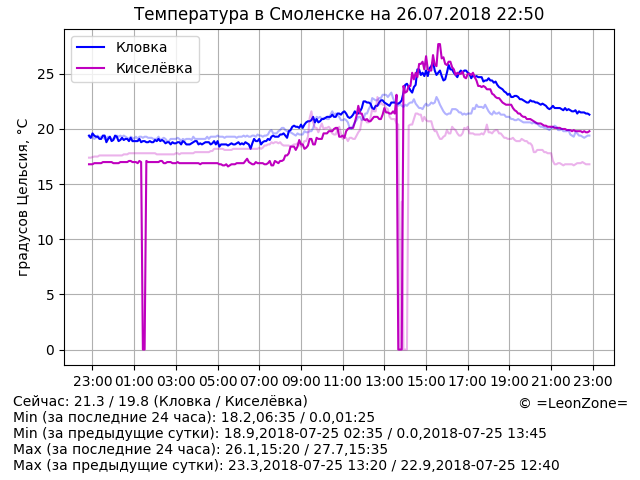 Температура в Смоленске на 26.07.2018 22:50
Кловка
Киселёвка
градусов Цельсия, °C
25
20
15
10
5
0
23:00 01:00 03:00 05:00 07:00 09:00 11:00 13:00 15:00 17:00 19:00 21:00 23:00
Сейчас: 21.3 / 19.8 (Кловка / Киселёвка)
© =LeonZone=
Min (за последние 24 часа): 18.2,06:35 / 0.0,01:25
Min (за предыдущие сутки): 18.9,2018-07-25 02:35 / 0.0,2018-07-25 13:45
Max (за последние 24 часа): 26.1,15:20 / 27.7,15:35
Max (за предыдущие сутки): 23.3,2018-07-25 13:20 / 22.9,2018-07-25 12:40